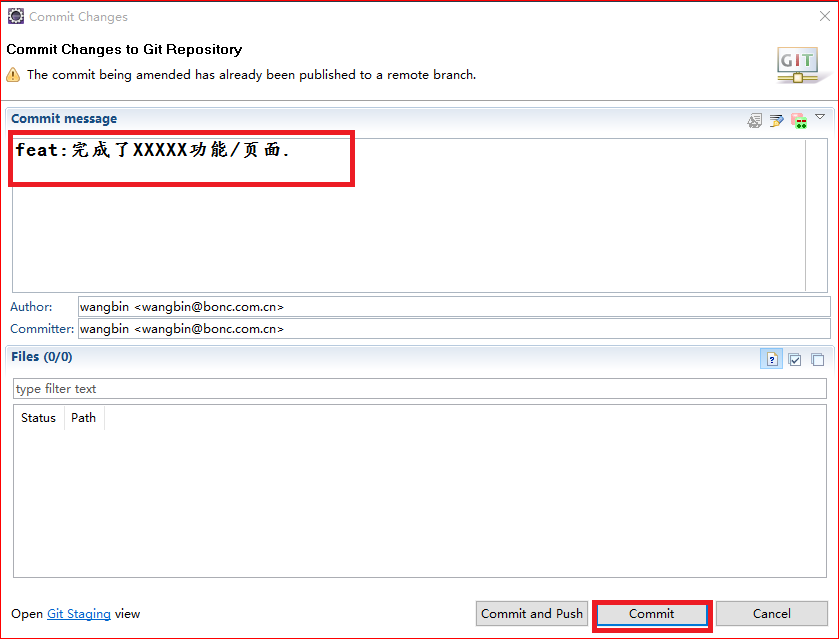 Commit Changes
Commit Changes to Git Repository
The commit being amended has already been published to a remote branch.
GIT
Commit message
feat:完成了XXXXX功能/页面.
Author: wangbin <wangbin@bonc.com.cn>
Committer: wangbin <wangbin@bonc.com.cn>
Files (0/0)
type filter text
Status Path
Open Git Staging view Commit and Push Commit Cancel